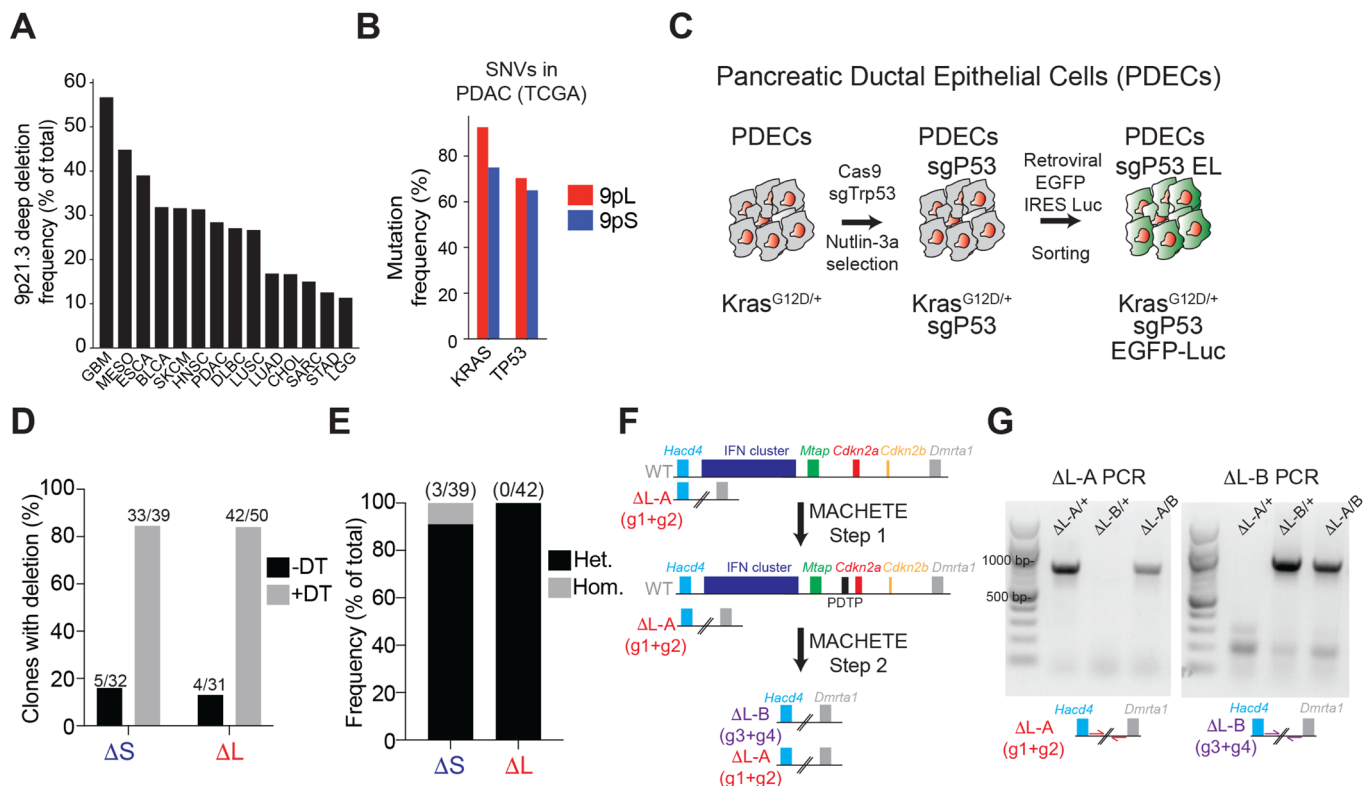 A
9p21.3 deep deletion
frequency (% of total)
60
50
40
30
20
10
0
GBM
MESO
ESCA
BLCA
SKCM
HNSC
PDAC
DLBC
LUSC
LUAD
CHOL
SARC
STAD
LGG
B
SNVs in
PDAC (TCGA)
Mutation
frequency (%)
80
60
40
20
0
KRAS
TP53
9pL
9pS
C
Pancreatic Ductal Epithelial Cells (PDECs)
PDECs
Cas9
sgTrp53
Nutlin-3a
selection
PDECs
sgP53
Retroviral
EGFP
IRES Luc
Sorting
PDECs
sgP53 EL
KrasG12D/+
KrasG12D/+
sgP53
KrasG12D/+
sgP53
EGFP-Luc
D
Clones with deletion (%)
100
80
60
40
20
0
5/32
33/39
4/31
42/50
ΔS
ΔL
-DT
+DT
E
Frequency (% of total)
100
80
60
40
20
0
(3/39)
(0/42)
ΔS
ΔL
Het.
Hom.
F
Hacd4 IFN cluster Mtap Cdkn2a Cdkn2b Dmrta1
WT
ΔL-A
(g1+g2)
MACHETE
Step 1
Hacd4 IFN cluster Mtap Cdkn2a Cdkn2b Dmrta1
WT
PDTP
ΔL-A
(g1+g2)
MACHETE
Step 2
Hacd4 Dmrta1
ΔL-B
(g3+g4)
ΔL-A
(g1+g2)
G
ΔL-A PCR
ΔL-A/+
ΔL-B/+
ΔL-A/B
1000 bp-
500 bp-
Hacd4 Dmrta1
ΔL-A
(g1+g2)
ΔL-B PCR
ΔL-A/+
ΔL-B/+
ΔL-A/B
Hacd4 Dmrta1
ΔL-B
(g3+g4)